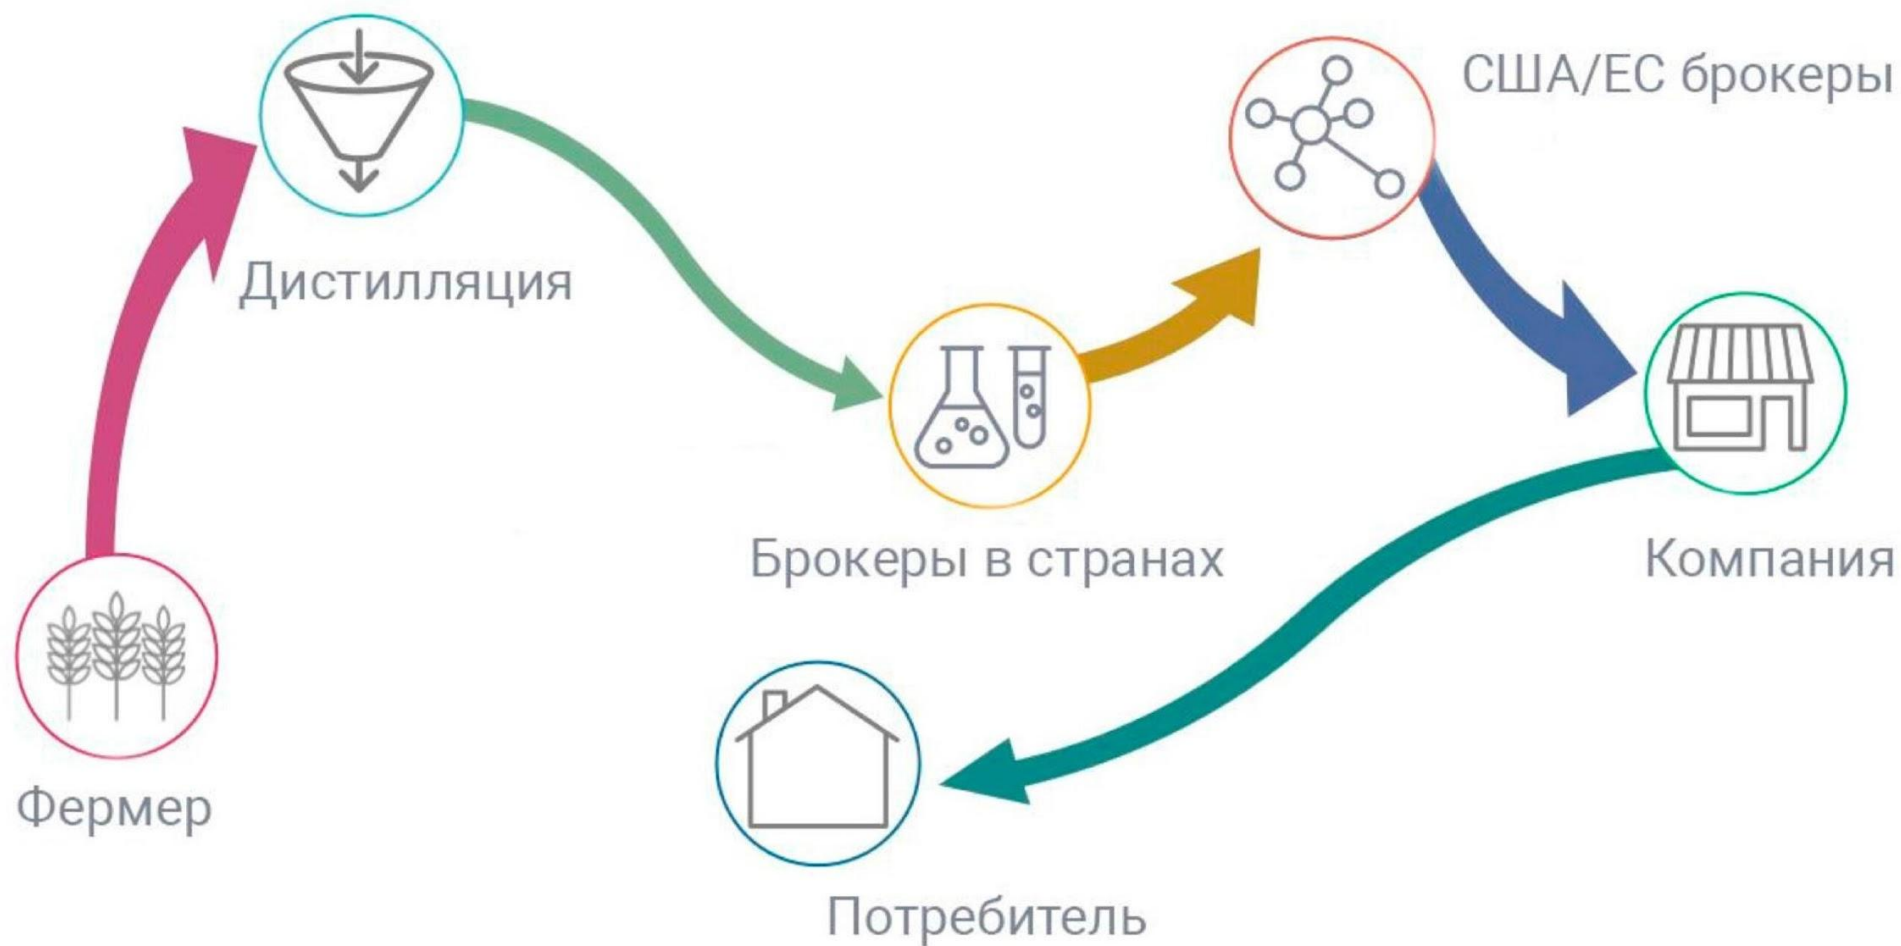 США/ЕС брокеры
Дистилляция
Брокеры в странах
Компания
Фермер
Потребитель